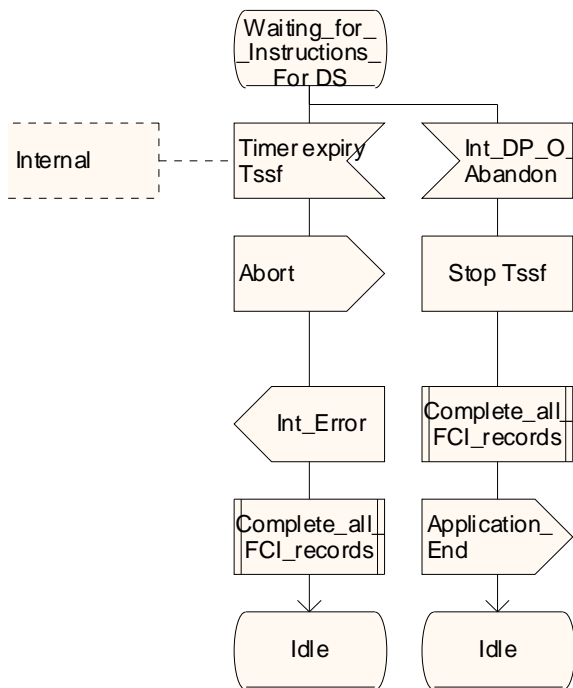 Waiting_for_
_Instructions_
For DS
Internal
Timer expiry
Tssf
Int_DP_O_
Abandon
Abort
Stop Tssf
Int_Error
Complete_all_
FCI_records
Complete_all_
FCI_records
Application_
End
Idle
Idle